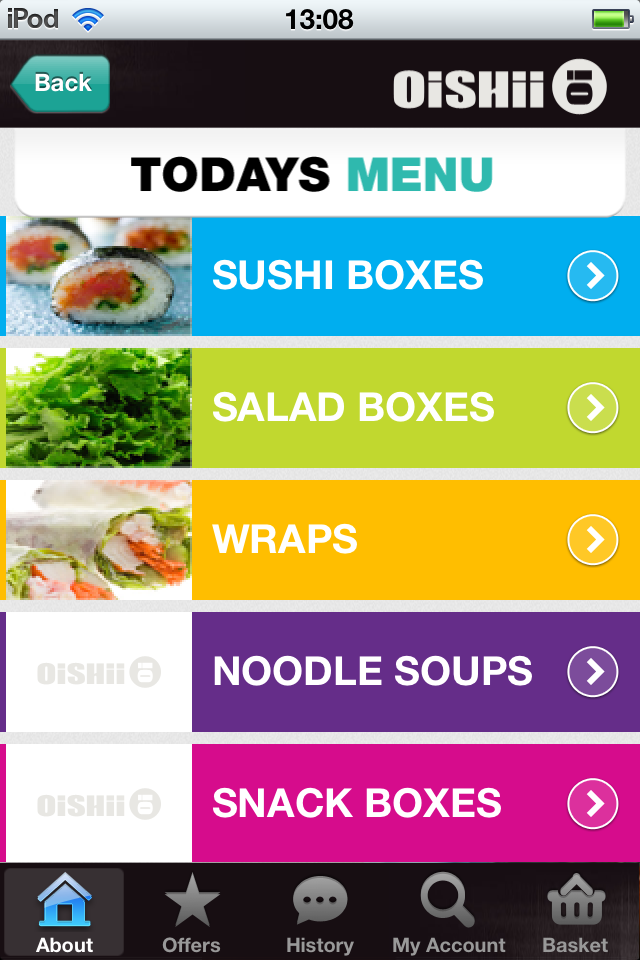 iPod 13:08
Back OiSHii
TODAYS MENU
SUSHI BOXES
SALAD BOXES
WRAPS
OiSHii NOODLE SOUPS
OiSHii SNACK BOXES
About Offers History My Account Basket